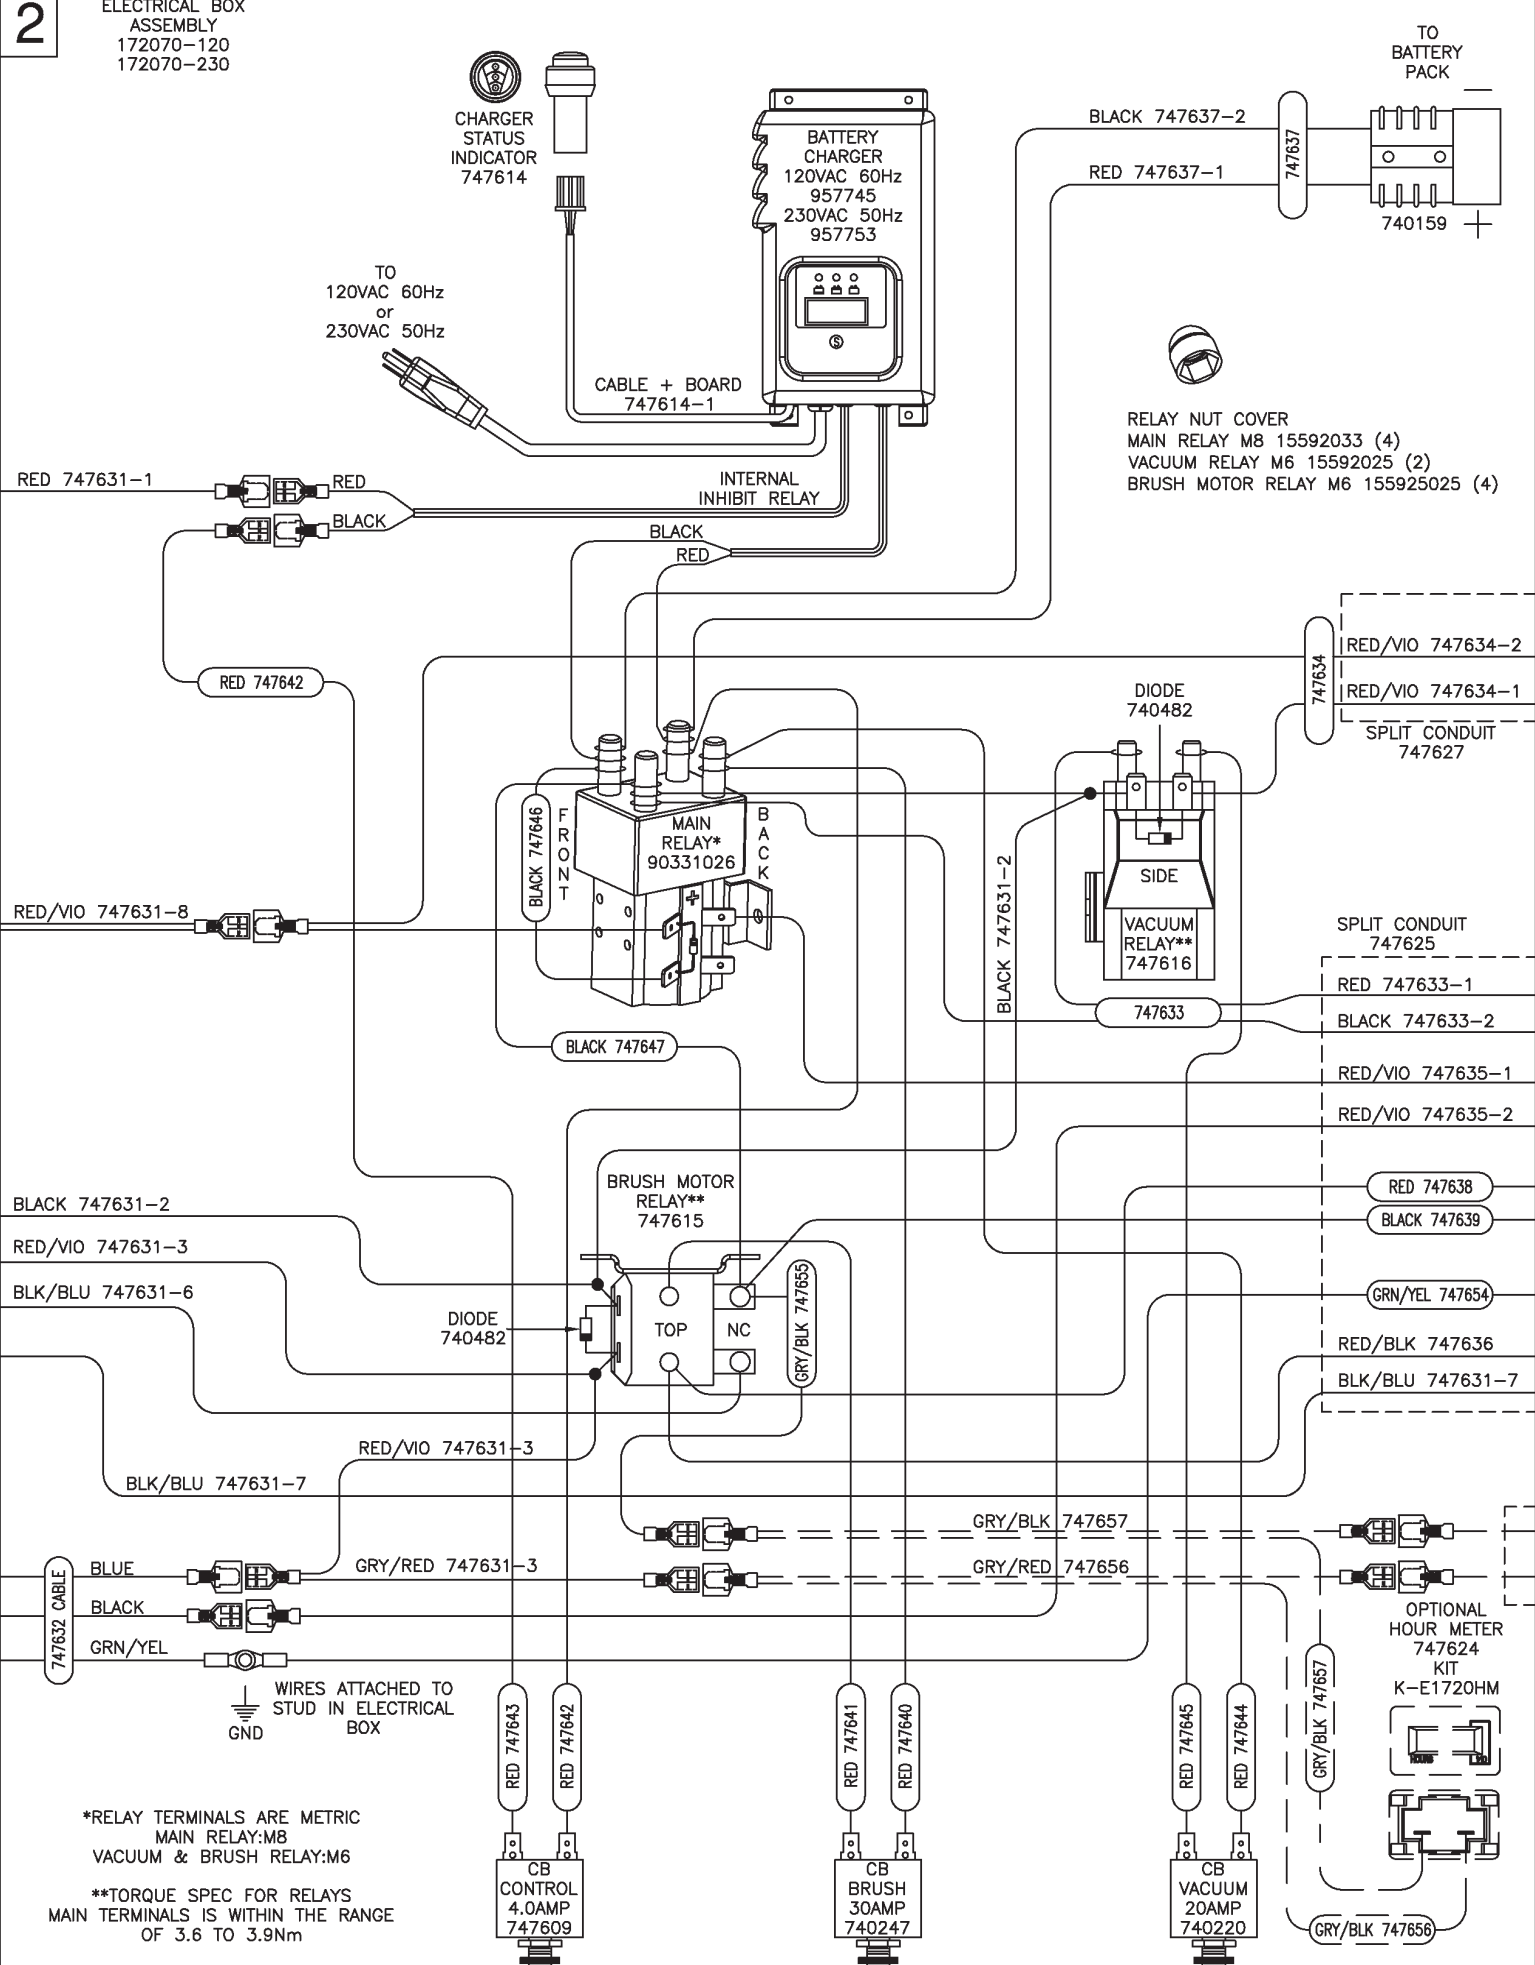 2
ELECTRICAL BOX
ASSEMBLY
172070-120
172070-230
CHARGER
STATUS
INDICATOR
747614
BATTERY
CHARGER
120VAC 60Hz
957745
230VAC 50Hz
957753
S
TO
BATTERY
PACK
BLACK 747637-2
RED 747637-1
747637
740159
TO
120VAC 60Hz
or
230VAC 50Hz
CABLE + BOARD
747614-1
RELAY NUT COVER
MAIN RELAY M8 15592033 (4)
VACUUM RELAY M6 15592025 (2)
BRUSH MOTOR RELAY M6 155925025 (4)
RED 747631-1
RED
BLACK
INTERNAL
INHIBIT RELAY
BLACK
RED
RED 747642
747634
RED/VIO 747634-2
RED/VIO 747634-1
SPLIT CONDUIT
747627
DIODE
740482
BLACK 747646
FRONT
MAIN
RELAY*
90331026
BACK
+
BLACK 747631-2
SIDE
VACUUM
RELAY**
747616
RED/VIO 747631-8
SPLIT CONDUIT
747625
RED 747633-1
747633
BLACK 747633-2
BLACK 747647
RED/VIO 747635-1
RED/VIO 747635-2
BRUSH MOTOR
RELAY**
747615
RED 747638
BLACK 747639
BLACK 747631-2
RED/VIO 747631-3
BLK/BLU 747631-6
DIODE
740482
TOP
NC
GRY/BLK 747655
GRN/YEL 747654
RED/BLK 747636
BLK/BLU 747631-7
RED/VIO 747631-3
BLK/BLU 747631-7
GRY/BLK 747657
GRY/RED 747656
747632 CABLE
BLUE
GRY/RED 747631-3
BLACK
GRN/YEL
GND
WIRES ATTACHED TO
STUD IN ELECTRICAL
BOX
OPTIONAL
HOUR METER
747624
KIT
K-E1720HM
HOURS
1/10
GRY/BLK 747657
GRY/BLK 747656
RED 747643
RED 747642
RED 747641
RED 747640
RED 747645
RED 747644
CB
CONTROL
4.0AMP
747609
CB
BRUSH
30AMP
740247
CB
VACUUM
20AMP
740220
*RELAY TERMINALS ARE METRIC
MAIN RELAY:M8
VACUUM & BRUSH RELAY:M6
**TORQUE SPEC FOR RELAYS
MAIN TERMINALS IS WITHIN THE RANGE
OF 3.6 TO 3.9Nm